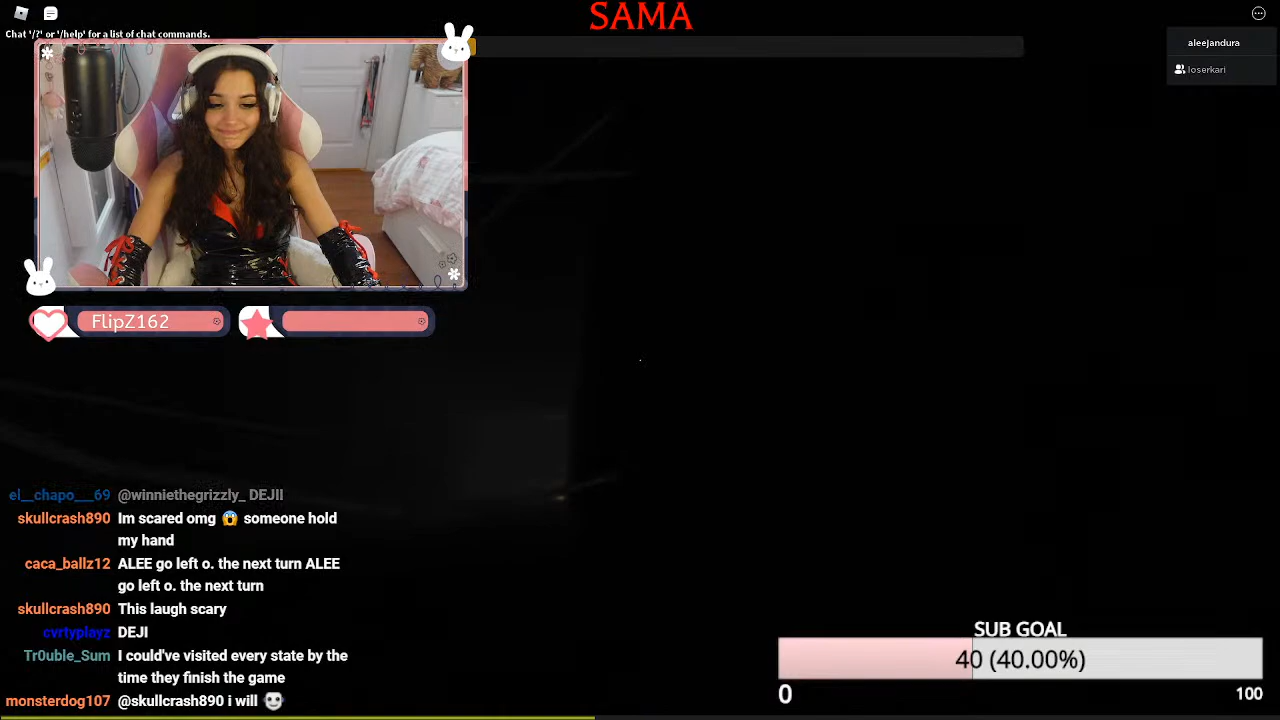 SAMA
Chat '/?' or '/help' for a list of chat commands.
aleejandura
loserkari
FlipZ162
el__chapo___69 @winniethegrizzly_ DEJII
skullcrash890 Im scared omg 😱 someone hold
my hand
caca_ballz12 ALEE go left o. the next turn ALEE
go left o. the next turn
skullcrash890 This laugh scary
cvrtyplayz DEJI
Tr0uble_Sum I could've visited every state by the
time they finish the game
monsterdog107 @skullcrash890 i will
SUB GOAL
40 (40.00%)
0 100